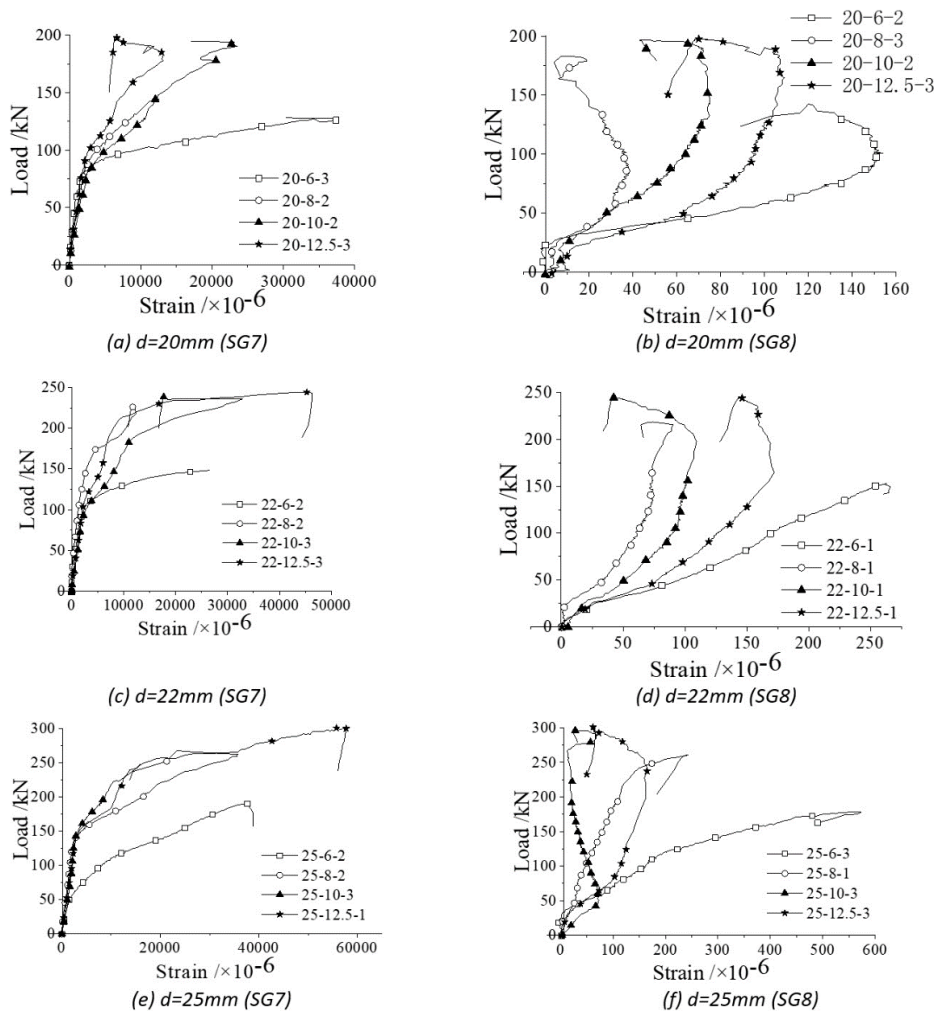 200
150
100
50
0
Load /kN
20-6-3
20-8-2
20-10-2
20-12.5-3
0 10000 20000 30000 40000
Strain /×10-6
(a) d=20mm (SG7)
200
150
100
50
0
Load /kN
20-6-2
20-8-3
20-10-2
20-12.5-3
0 20 40 60 80 100 120 140 160
Strain /×10-6
(b) d=20mm (SG8)
250
200
150
100
50
0
Load /kN
22-6-2
22-8-2
22-10-3
22-12.5-3
0 10000 20000 30000 40000 50000
Strain /×10-6
(c) d=22mm (SG7)
250
200
150
100
50
0
Load /kN
22-6-1
22-8-1
22-10-1
22-12.5-1
0 50 100 150 200 250
Strain /×10-6
(d) d=22mm (SG8)
300
250
200
150
100
50
0
Load /kN
25-6-2
25-8-2
25-10-3
25-12.5-1
0 20000 40000 60000
Strain /×10-6
(e) d=25mm (SG7)
300
250
200
150
100
50
0
Load /kN
25-6-3
25-8-1
25-10-3
25-12.5-3
0 100 200 300 400 500 600
Strain /×10-6
(f) d=25mm (SG8)